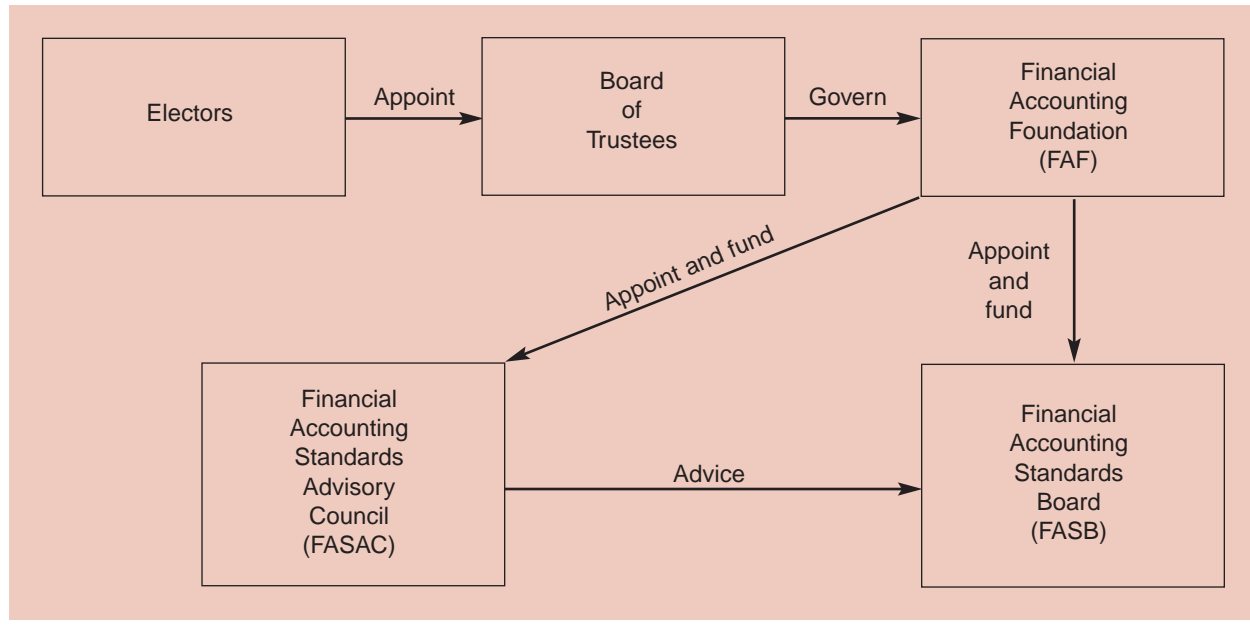 Electors
Appoint
Board
of
Trustees
Govern
Financial
Accounting
Foundation
(FAF)
Appoint and fund
Appoint
and
fund
Financial
Accounting
Standards
Advisory
Council
(FASAC)
Advice
Financial
Accounting
Standards
Board
(FASB)